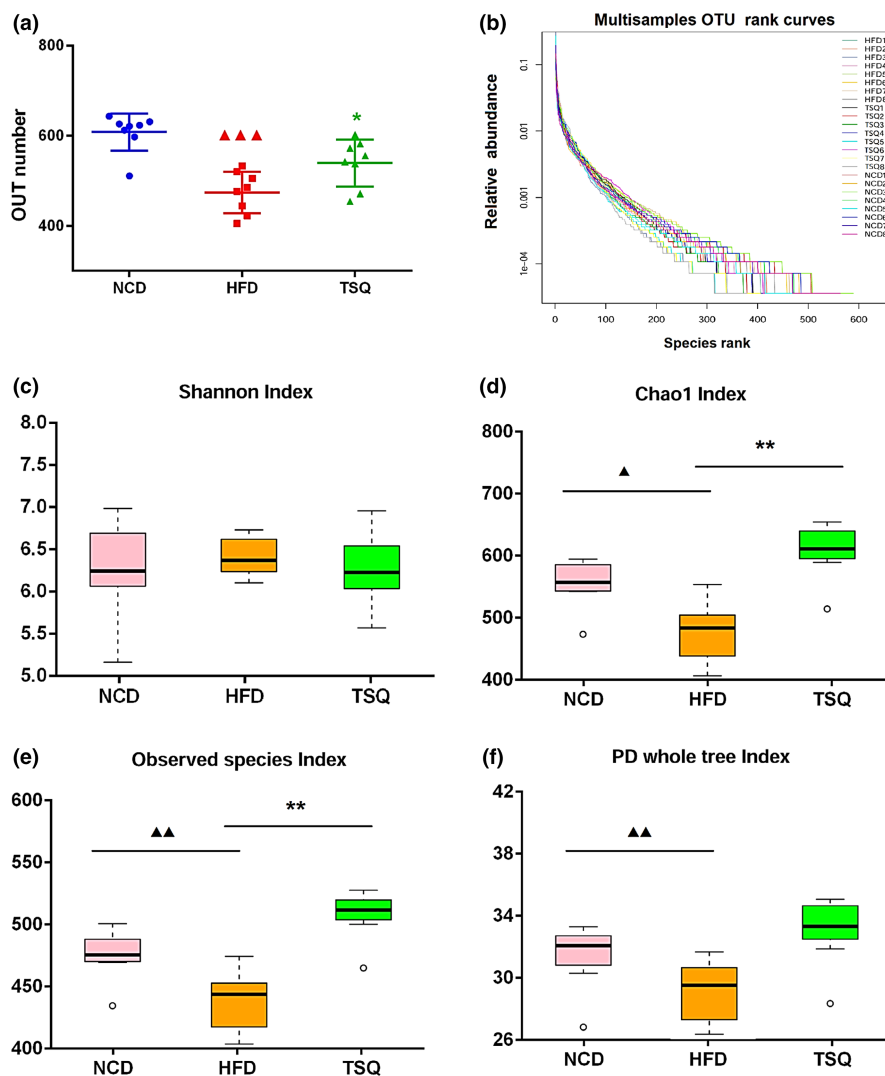 (a)
800
600
400
OUT number
*
NCD HFD TSQ
(b)
Multisamples OTU rank curves
Relative abundance
0.1
0.01
0.001
1e-04
0 100 200 300 400 500 600
Species rank
HFD1
HFD2
HFD3
HFD4
HFD5
HFD6
HFD7
HFD8
TSQ1
TSQ2
TSQ3
TSQ4
TSQ5
TSQ6
TSQ7
TSQ8
NCD1
NCD2
NCD3
NCD4
NCD5
NCD6
NCD7
NCD8
(c)
Shannon Index
8.0
7.5
7.0
6.5
6.0
5.5
5.0
NCD HFD TSQ
(d)
Chao1 Index
800
700
600
500
400
**
NCD HFD TSQ
(e)
Observed species Index
600
550
500
450
400
**
NCD HFD TSQ
(f)
PD whole tree Index
42
38
34
30
26
NCD HFD TSQ